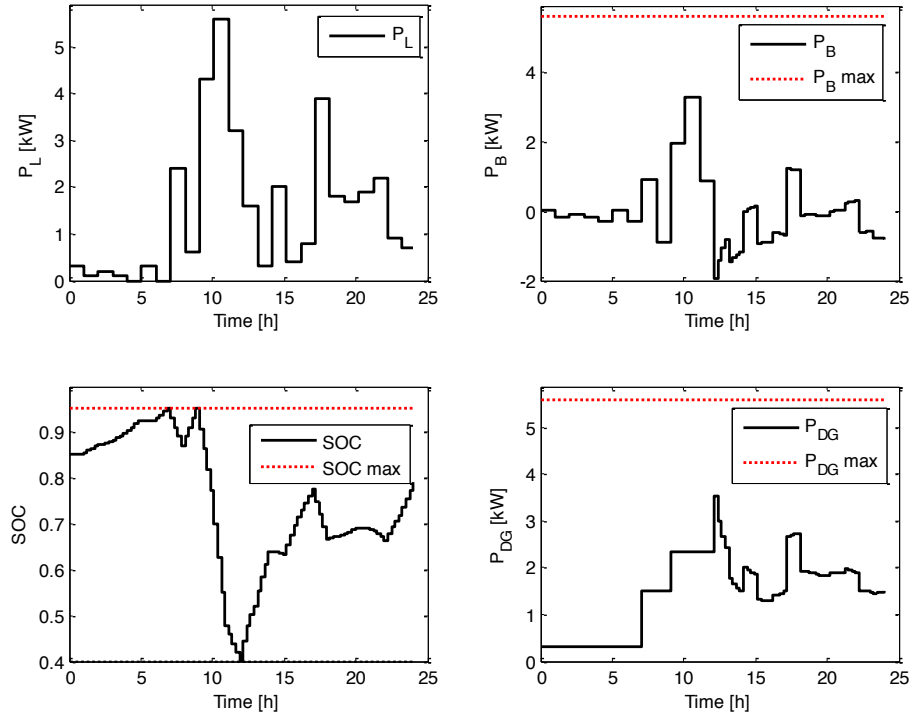 P_L [kW]
5
4
3
2
1
0
P_L
0 5 10 15 20 25
Time [h]
P_B [kW]
4
2
0
-2
P_B
P_B max
0 5 10 15 20 25
Time [h]
SOC
0.9
0.8
0.7
0.6
0.5
0.4
SOC
SOC max
0 5 10 15 20 25
Time [h]
P_DG [kW]
5
4
3
2
1
0
P_DG
P_DG max
0 5 10 15 20 25
Time [h]